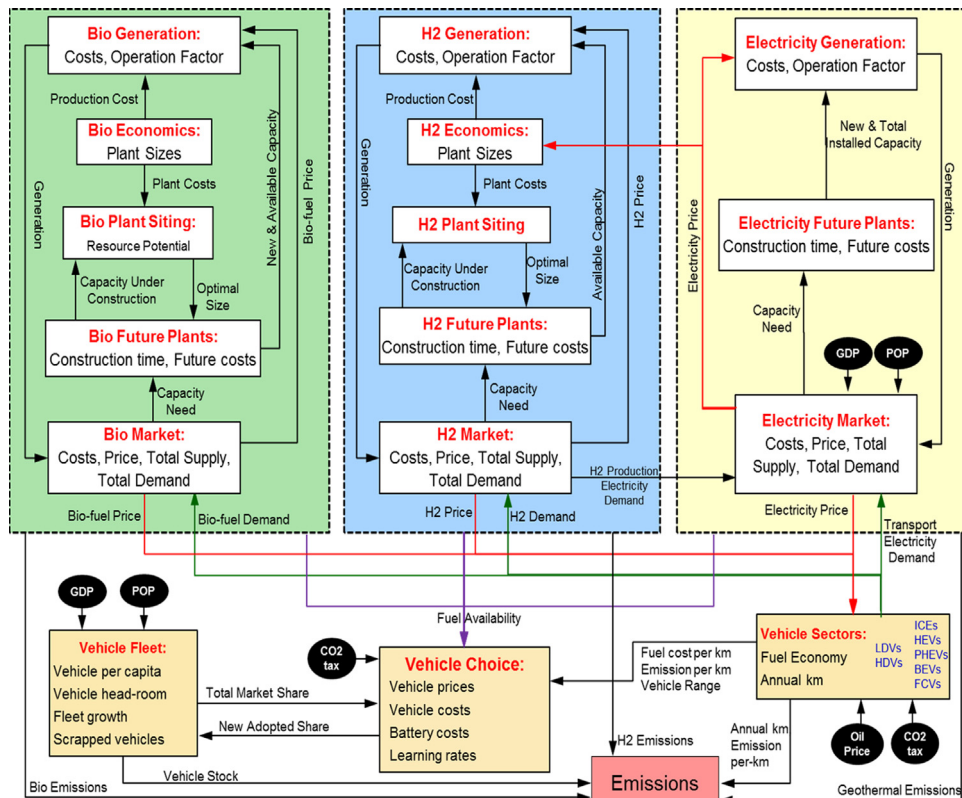 Bio Generation:
Costs, Operation Factor
Production Cost
Bio Economics:
Plant Sizes
Plant Costs
Bio Plant Siting:
Resource Potential
Capacity Under
Construction
Optimal
Size
Bio Future Plants:
Construction time, Future costs
Capacity
Need
Bio Market:
Costs, Price, Total Supply,
Total Demand
Generation
New & Available Capacity
Bio-fuel Price
Bio-fuel Price
Bio-fuel Demand
H2 Generation:
Costs, Operation Factor
Production Cost
H2 Economics:
Plant Sizes
Plant Costs
H2 Plant Siting
Capacity Under
Construction
Optimal
Size
H2 Future Plants:
Construction time, Future costs
Capacity
Need
H2 Market:
Costs, Price, Total Supply,
Total Demand
Generation
Available Capacity
H2 Price
H2 Price
H2 Demand
H2 Production
Electricity
Demand
Electricity Generation:
Costs, Operation Factor
New & Total
Installed Capacity
Electricity Future Plants:
Construction time, Future costs
Capacity
Need
GDP
POP
Electricity Market:
Costs, Price, Total
Supply, Total Demand
Electricity Price
Generation
Electricity Price
Transport
Electricity
Demand
Fuel Availability
GDP
POP
Vehicle Fleet:
Vehicle per capita
Vehicle head-room
Fleet growth
Scrapped vehicles
Total Market Share
New Adopted Share
Vehicle Stock
Bio Emissions
CO2
tax
Vehicle Choice:
Vehicle prices
Vehicle costs
Battery costs
Learning rates
Fuel cost per km
Emission per km
Vehicle Range
Vehicle Sectors:
Fuel Economy
Annual km
LDVs
HDVs
ICEs
HEVs
PHEVs
BEVs
FCVs
Oil
Price
CO2
tax
Annual km
Emission
per-km
H2 Emissions
Emissions
Geothermal Emissions